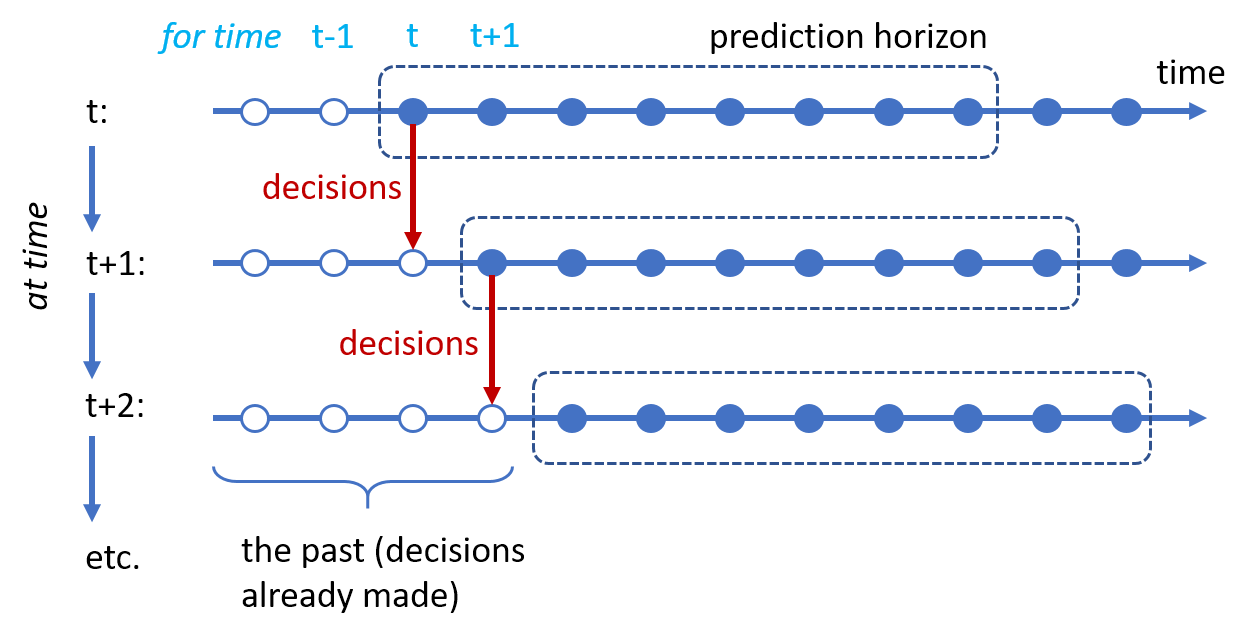 for time t-1 t t+1 prediction horizon
time
t:
decisions
at time
t+1:
decisions
t+2:
the past (decisions
already made)
etc.